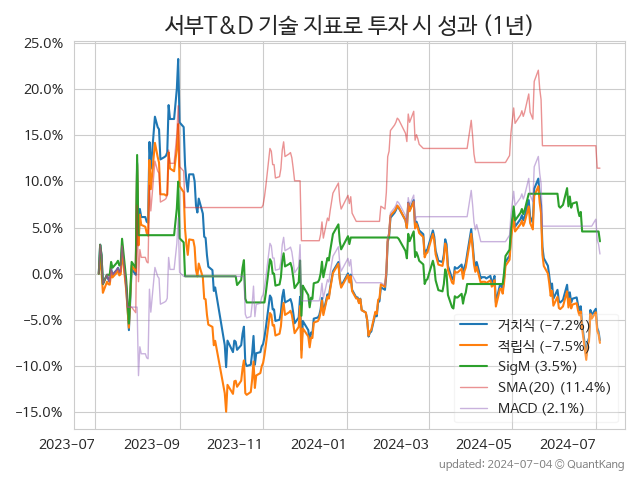 서부T&D 기술 지표로 투자 시 성과 (1년)
25.0%
20.0%
15.0%
10.0%
5.0%
0.0%
−5.0%
−10.0%
−15.0%
거치식 (−7.2%)
적립식 (−7.5%)
SigM (3.5%)
SMA(20) (11.4%)
MACD (2.1%)
2023-07 2023-09 2023-11 2024-01 2024-03 2024-05 2024-07
updated: 2024-07-04 © QuantKang